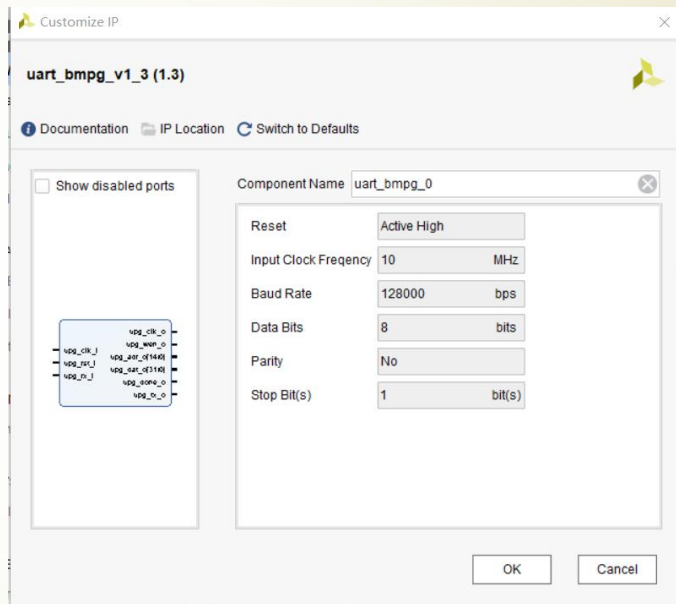 Customize IP
uart_bmpg_v1_3 (1.3)
Documentation IP Location Switch to Defaults
Show disabled ports
Component Name uart_bmpg_0
Reset Active High
Input Clock Freqency 10 MHz
Baud Rate 128000 bps
Data Bits 8 bits
Parity No
Stop Bit(s) 1 bit(s)
upg_clk_i
upg_rst_i
upg_rx_i
upg_clk_o
upg_wen_o
upg_adr_o[14:0]
upg_dat_o[31:0]
upg_done_o
upg_tx_o
OK Cancel